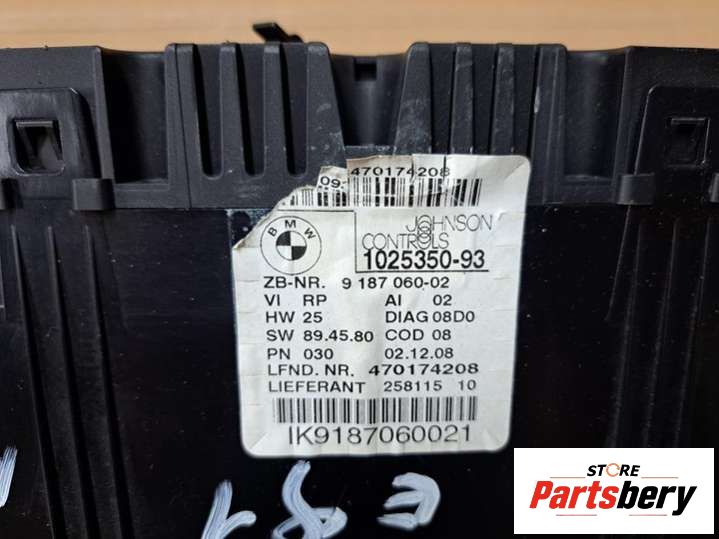 09-
470174208
BMW
JOHNSON
CONTROLS
1025350-93
ZB-NR. 9 187 060-02
VI RP AI 02
HW 25 DIAG 08D0
SW 89.45.80 COD 08
PN 030 02.12.08
LFND. NR. 470174208
LIEFERANT 258115 10
IK9187060021
STORE
Partsbery